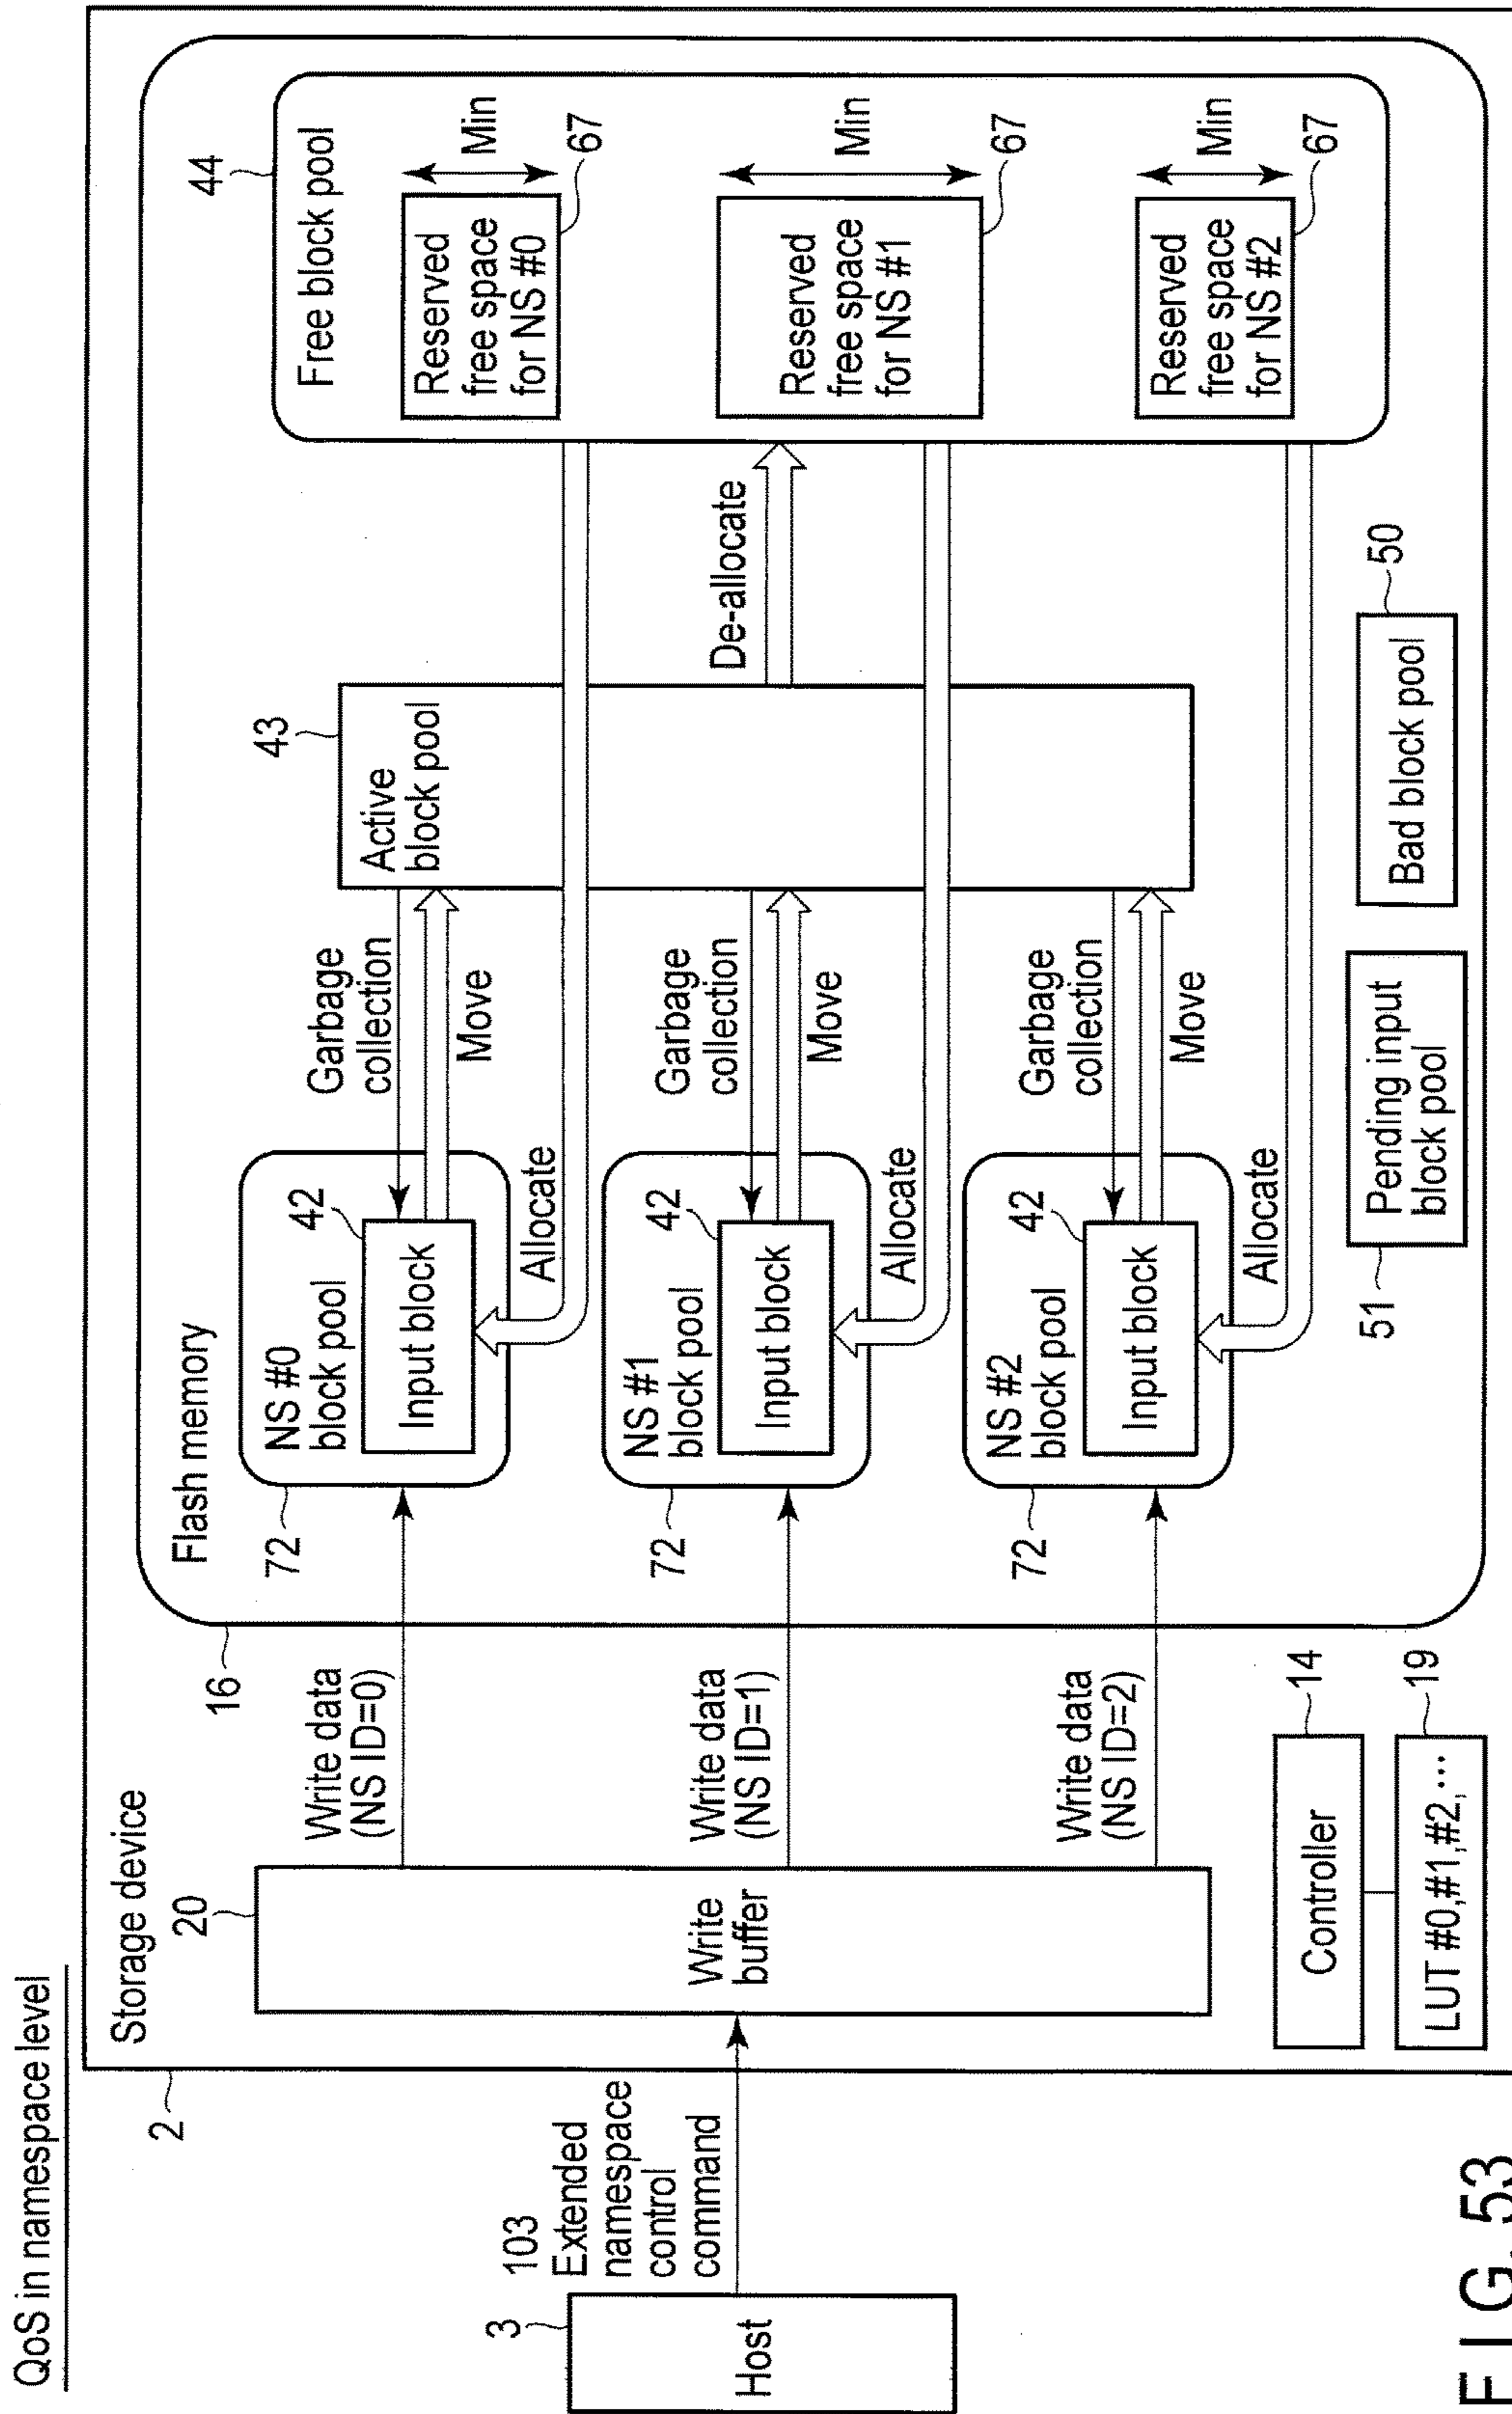 QoS in namespace level
2
Storage device
3
Host
103
Extended
namespace
control
command
20
Write
buffer
Write data
(NS ID=0)
Write data
(NS ID=1)
Write data
(NS ID=2)
Controller
14
LUT #0,#1,#2,...
19
16
Flash memory
72
NS #0
block pool
42
Input block
72
NS #1
block pool
42
Input block
72
NS #2
block pool
42
Input block
Garbage
collection
Move
Allocate
Garbage
collection
Move
Allocate
Garbage
collection
Move
Allocate
43
Active
block pool
De-allocate
44
Free block pool
Reserved
free space
for NS #0
Min
67
Reserved
free space
for NS #1
Min
67
Reserved
free space
for NS #2
Min
67
51
Pending input
block pool
Bad block pool
50
F I G. 53